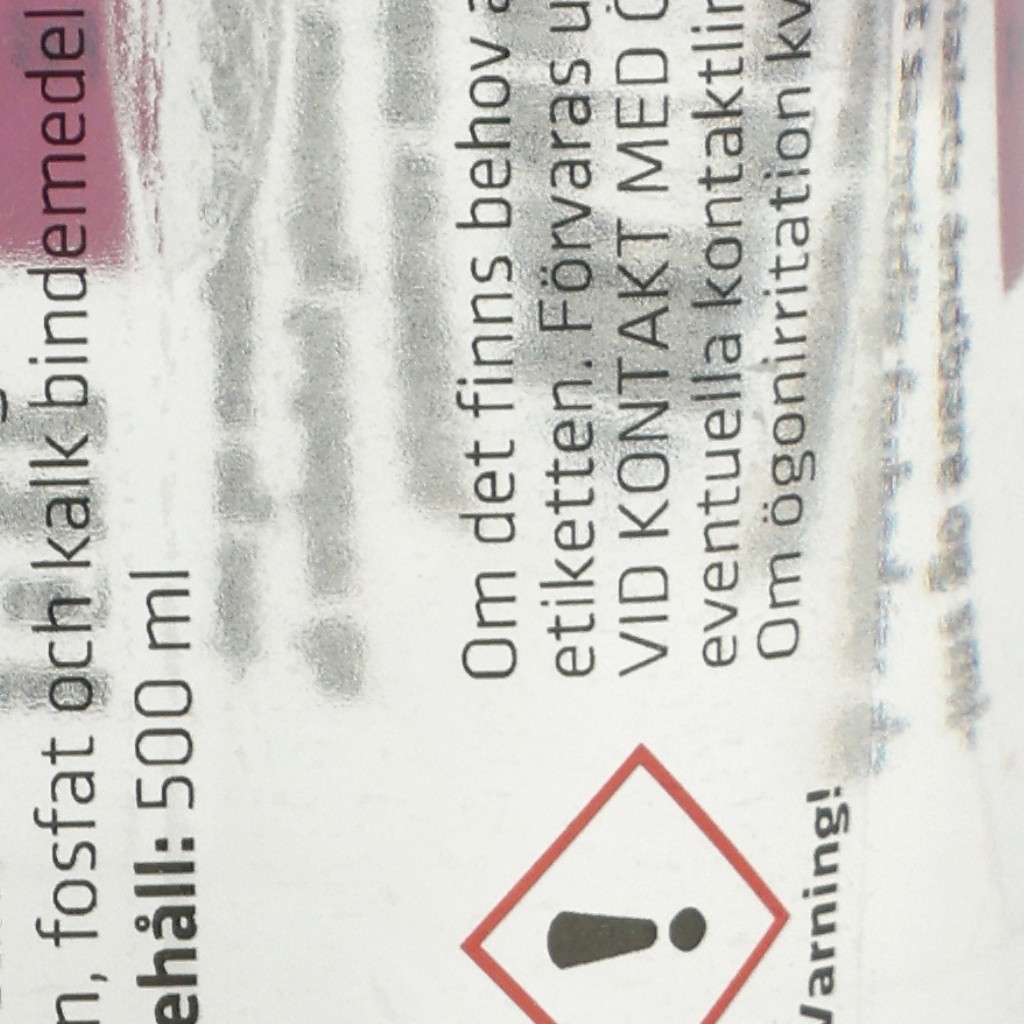 n, fosfat och kalk bindemedel
ehåll: 500 ml
Om det finns behov a
etiketten. Förvaras u
VID KONTAKT MED Ö
eventuella kontaktlin
Om ögonirritation kv
Varning!